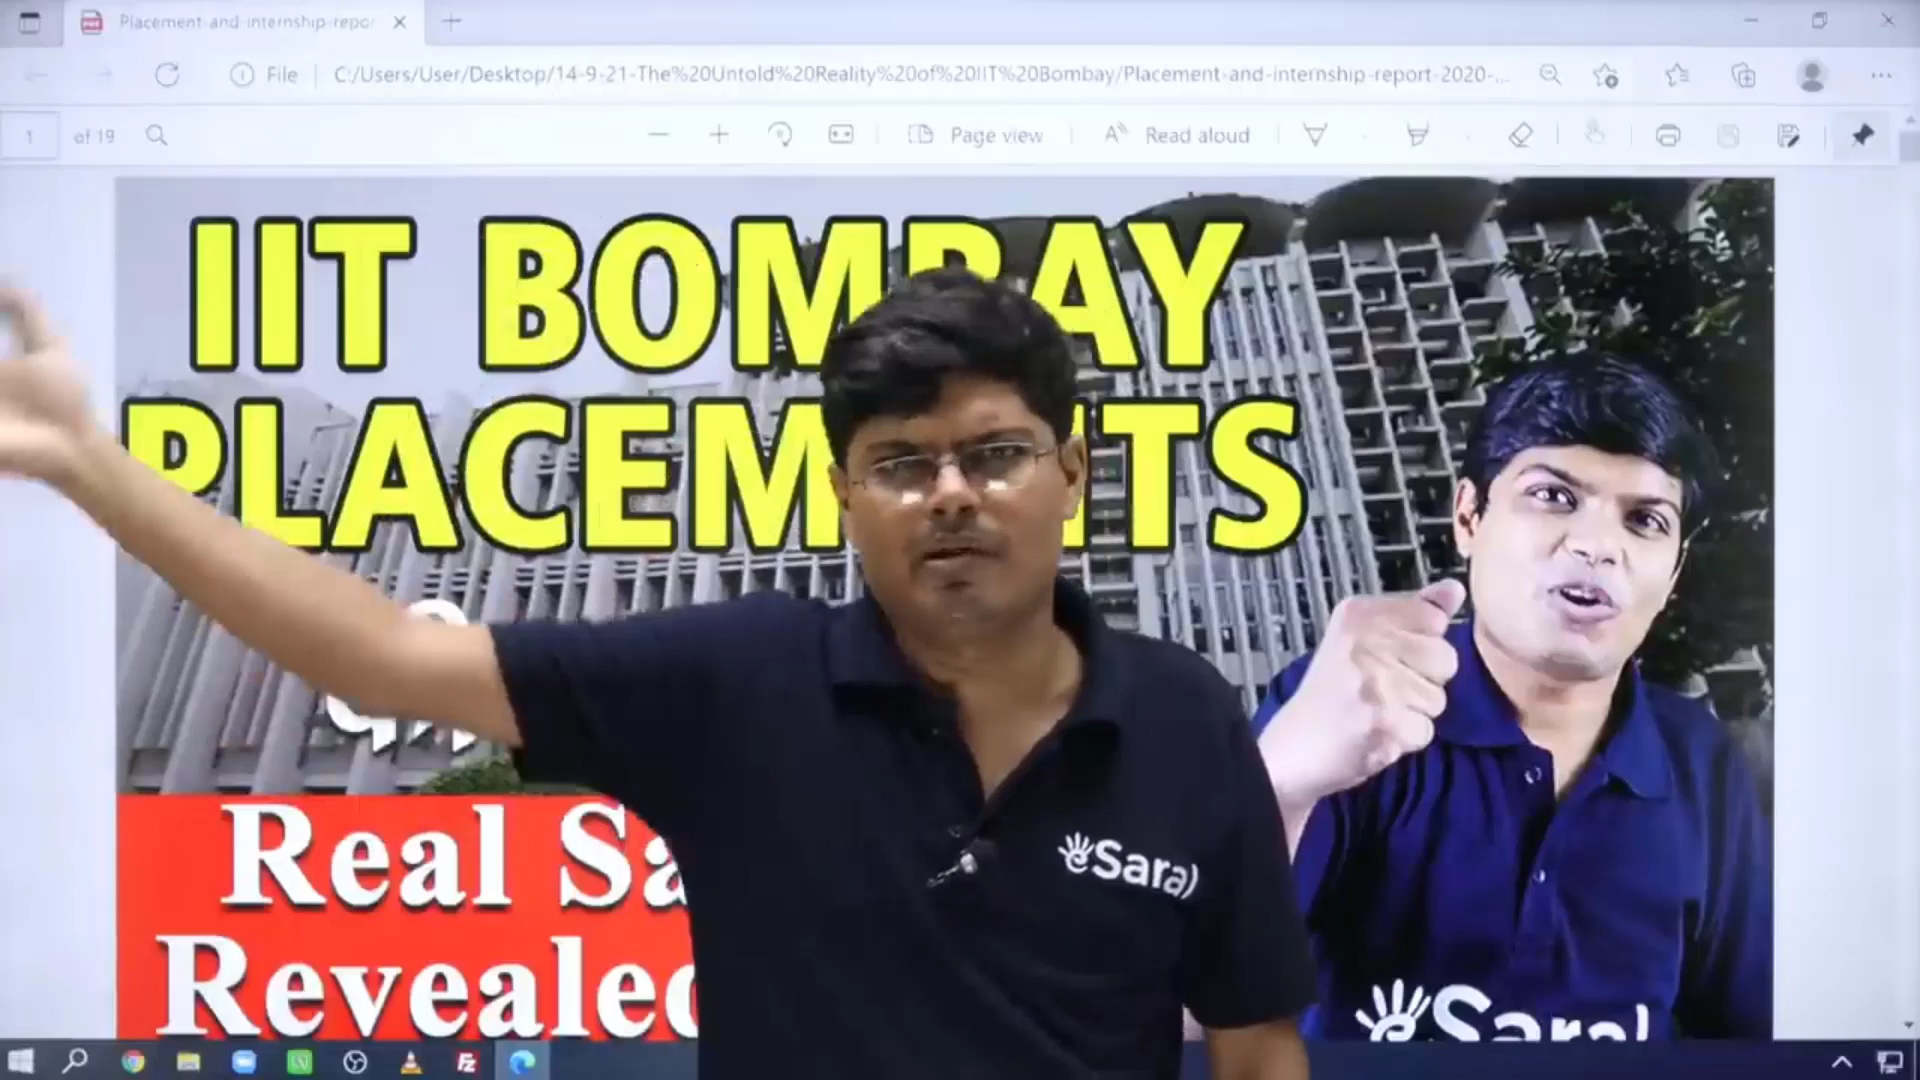 Placement-and-internship-repor
File
C:/Users/User/Desktop/14-9-21-The%20Untold%20Reality%20of%20IIT%20Bombay/Placement-and-internship-report-2020-...
1 of 19
Page view
Read aloud
IIT BOMBAY
PLACEMENTS
Real Sa
Revealed
eSaral
eSaral